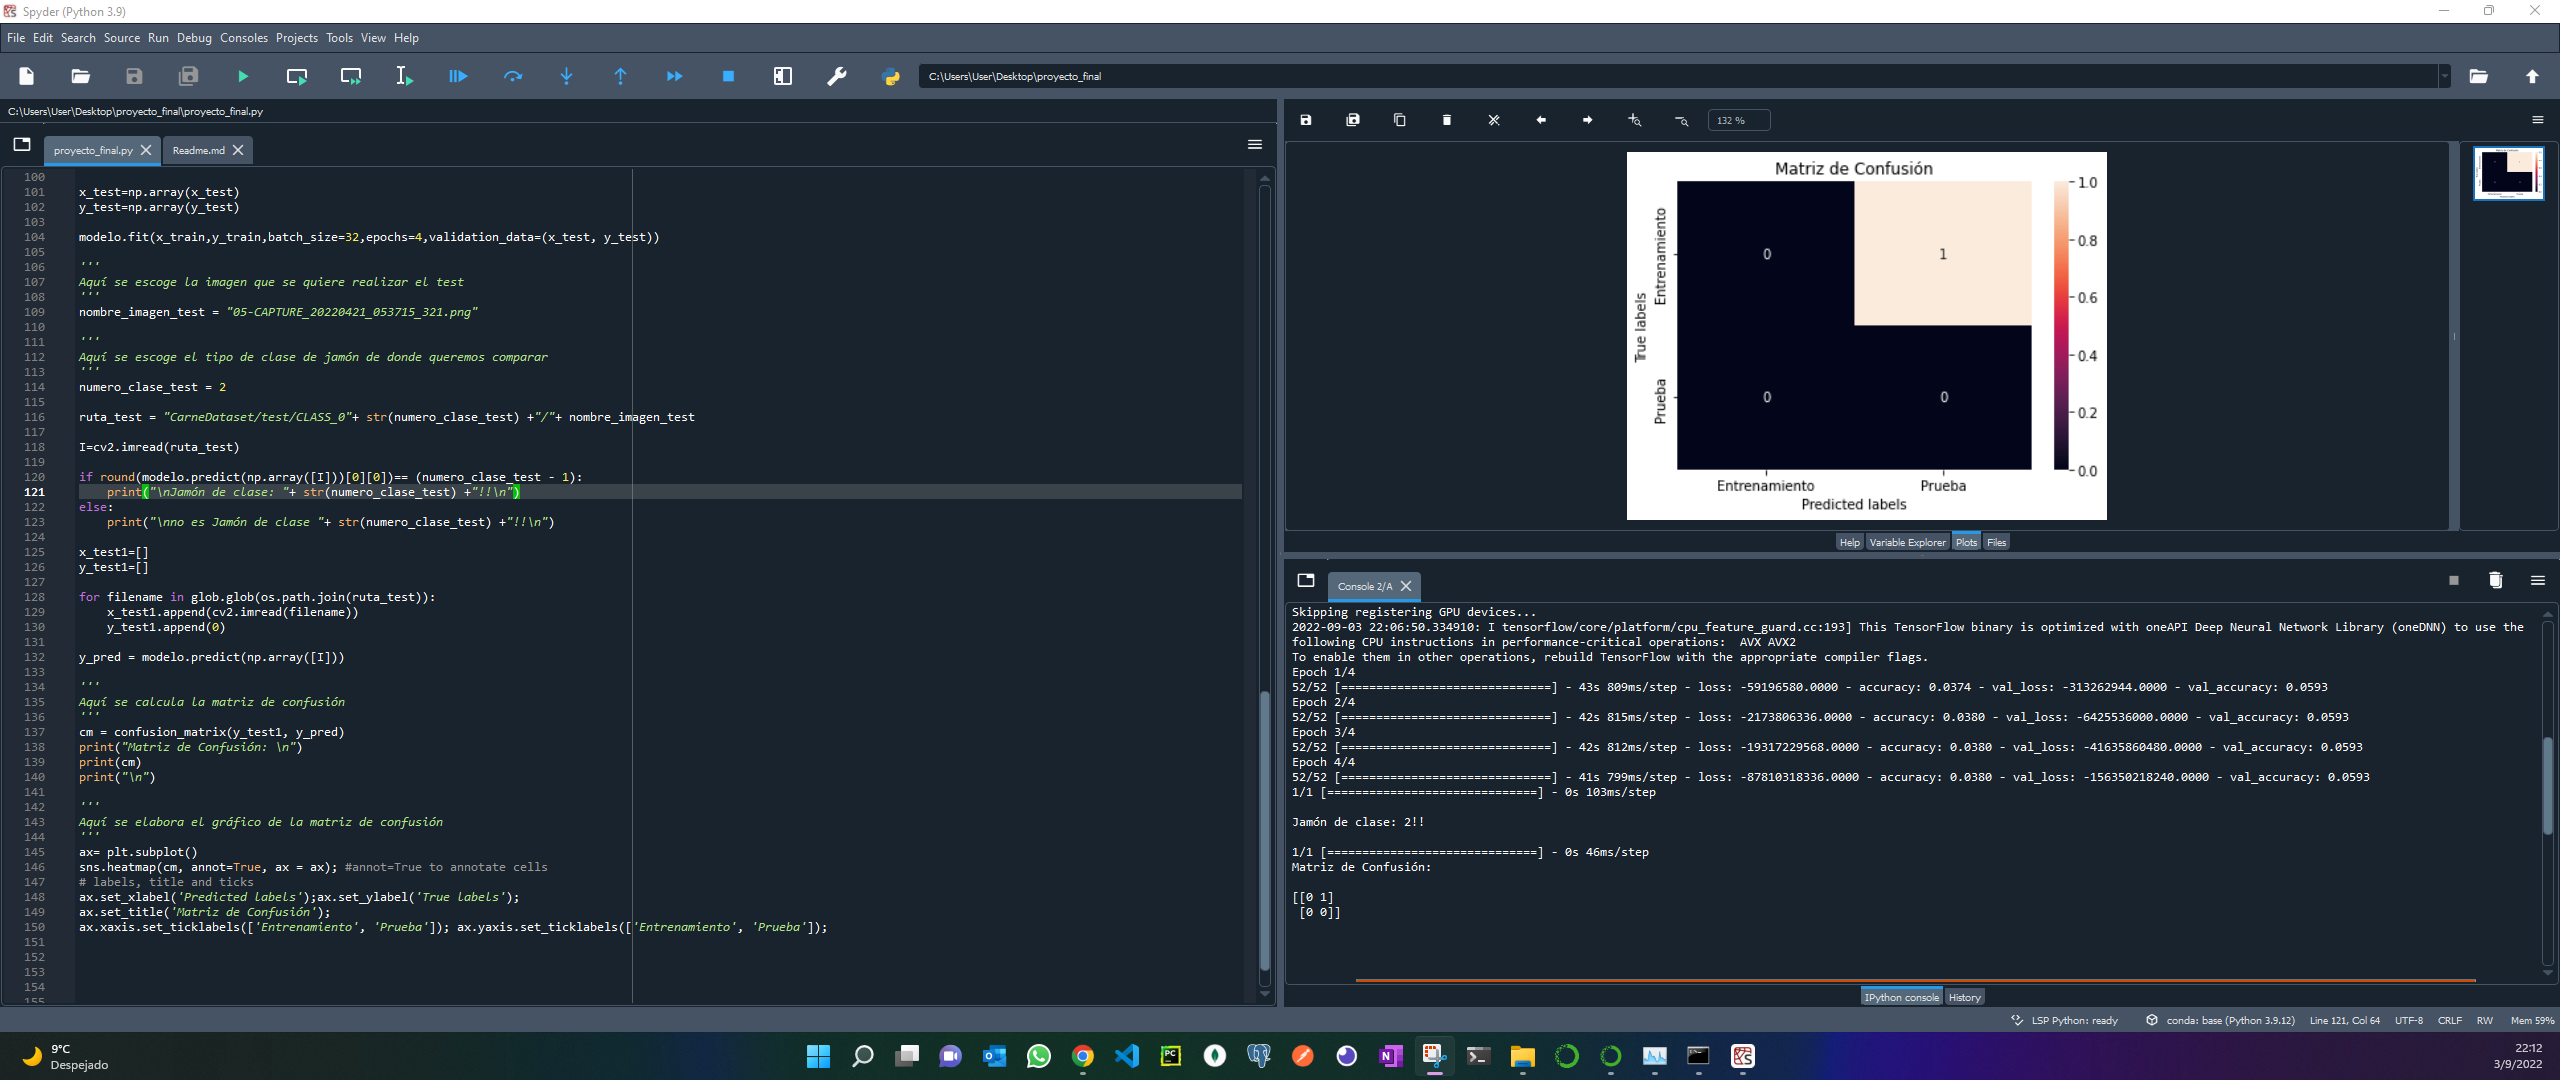 Spyder (Python 3.9)
File Edit Search Source Run Debug Consoles Projects Tools View Help
C:\Users\User\Desktop\proyecto_final
C:\Users\User\Desktop\proyecto_final\proyecto_final.py
proyecto_final.py
Readme.md
100
101 x_test=np.array(x_test)
102 y_test=np.array(y_test)
103
104 modelo.fit(x_train,y_train,batch_size=32,epochs=4,validation_data=(x_test, y_test))
105
106 '''
107 Aquí se escoge la imagen que se quiere realizar el test
108 '''
109 nombre_imagen_test = "05-CAPTURE_20220421_053715_321.png"
110
111 '''
112 Aquí se escoge el tipo de clase de jamón de donde queremos comparar
113 '''
114 numero_clase_test = 2
115
116 ruta_test = "CarneDataset/test/CLASS_0"+ str(numero_clase_test) +"/"+ nombre_imagen_test
117
118 I=cv2.imread(ruta_test)
119
120 if round(modelo.predict(np.array([I]))[0][0])== (numero_clase_test - 1):
121 print("\nJamón de clase: "+ str(numero_clase_test) +"!!\n")
122 else:
123 print("\nno es Jamón de clase "+ str(numero_clase_test) +"!!\n")
124
125 x_test1=[]
126 y_test1=[]
127
128 for filename in glob.glob(os.path.join(ruta_test)):
129 x_test1.append(cv2.imread(filename))
130 y_test1.append(0)
131
132 y_pred = modelo.predict(np.array([I]))
133
134 '''
135 Aquí se calcula la matriz de confusión
136 '''
137 cm = confusion_matrix(y_test1, y_pred)
138 print("Matriz de Confusión: \n")
139 print(cm)
140 print("\n")
141
142 '''
143 Aquí se elabora el gráfico de la matriz de confusión
144 '''
145 ax= plt.subplot()
146 sns.heatmap(cm, annot=True, ax = ax); #annot=True to annotate cells
147 # labels, title and ticks
148 ax.set_xlabel('Predicted labels');ax.set_ylabel('True labels');
149 ax.set_title('Matriz de Confusión');
150 ax.xaxis.set_ticklabels(['Entrenamiento', 'Prueba']); ax.yaxis.set_ticklabels(['Entrenamiento', 'Prueba']);
151
152
153
154
155
132 %
Matriz de Confusión
True labels
Entrenamiento
Prueba
0
1
0
0
1.0
0.8
0.6
0.4
0.2
0.0
Entrenamiento
Prueba
Predicted labels
Help Variable Explorer Plots Files
Console 2/A
Skipping registering GPU devices...
2022-09-03 22:06:50.334910: I tensorflow/core/platform/cpu_feature_guard.cc:193] This TensorFlow binary is optimized with oneAPI Deep Neural Network Library (oneDNN) to use the
following CPU instructions in performance-critical operations:  AVX AVX2
To enable them in other operations, rebuild TensorFlow with the appropriate compiler flags.
Epoch 1/4
52/52 [==============================] - 43s 809ms/step - loss: -59196580.0000 - accuracy: 0.0374 - val_loss: -313262944.0000 - val_accuracy: 0.0593
Epoch 2/4
52/52 [==============================] - 42s 815ms/step - loss: -2173806336.0000 - accuracy: 0.0380 - val_loss: -6425536000.0000 - val_accuracy: 0.0593
Epoch 3/4
52/52 [==============================] - 42s 812ms/step - loss: -19317229568.0000 - accuracy: 0.0380 - val_loss: -41635860480.0000 - val_accuracy: 0.0593
Epoch 4/4
52/52 [==============================] - 41s 799ms/step - loss: -87810318336.0000 - accuracy: 0.0380 - val_loss: -156350218240.0000 - val_accuracy: 0.0593
1/1 [==============================] - 0s 103ms/step
Jamón de clase: 2!!
1/1 [==============================] - 0s 46ms/step
Matriz de Confusión:
[[0 1]
[0 0]]
IPython console History
LSP Python: ready conda: base (Python 3.9.12) Line 121, Col 64 UTF-8 CRLF RW Mem 59%
9°C
Despejado
22:12
3/9/2022